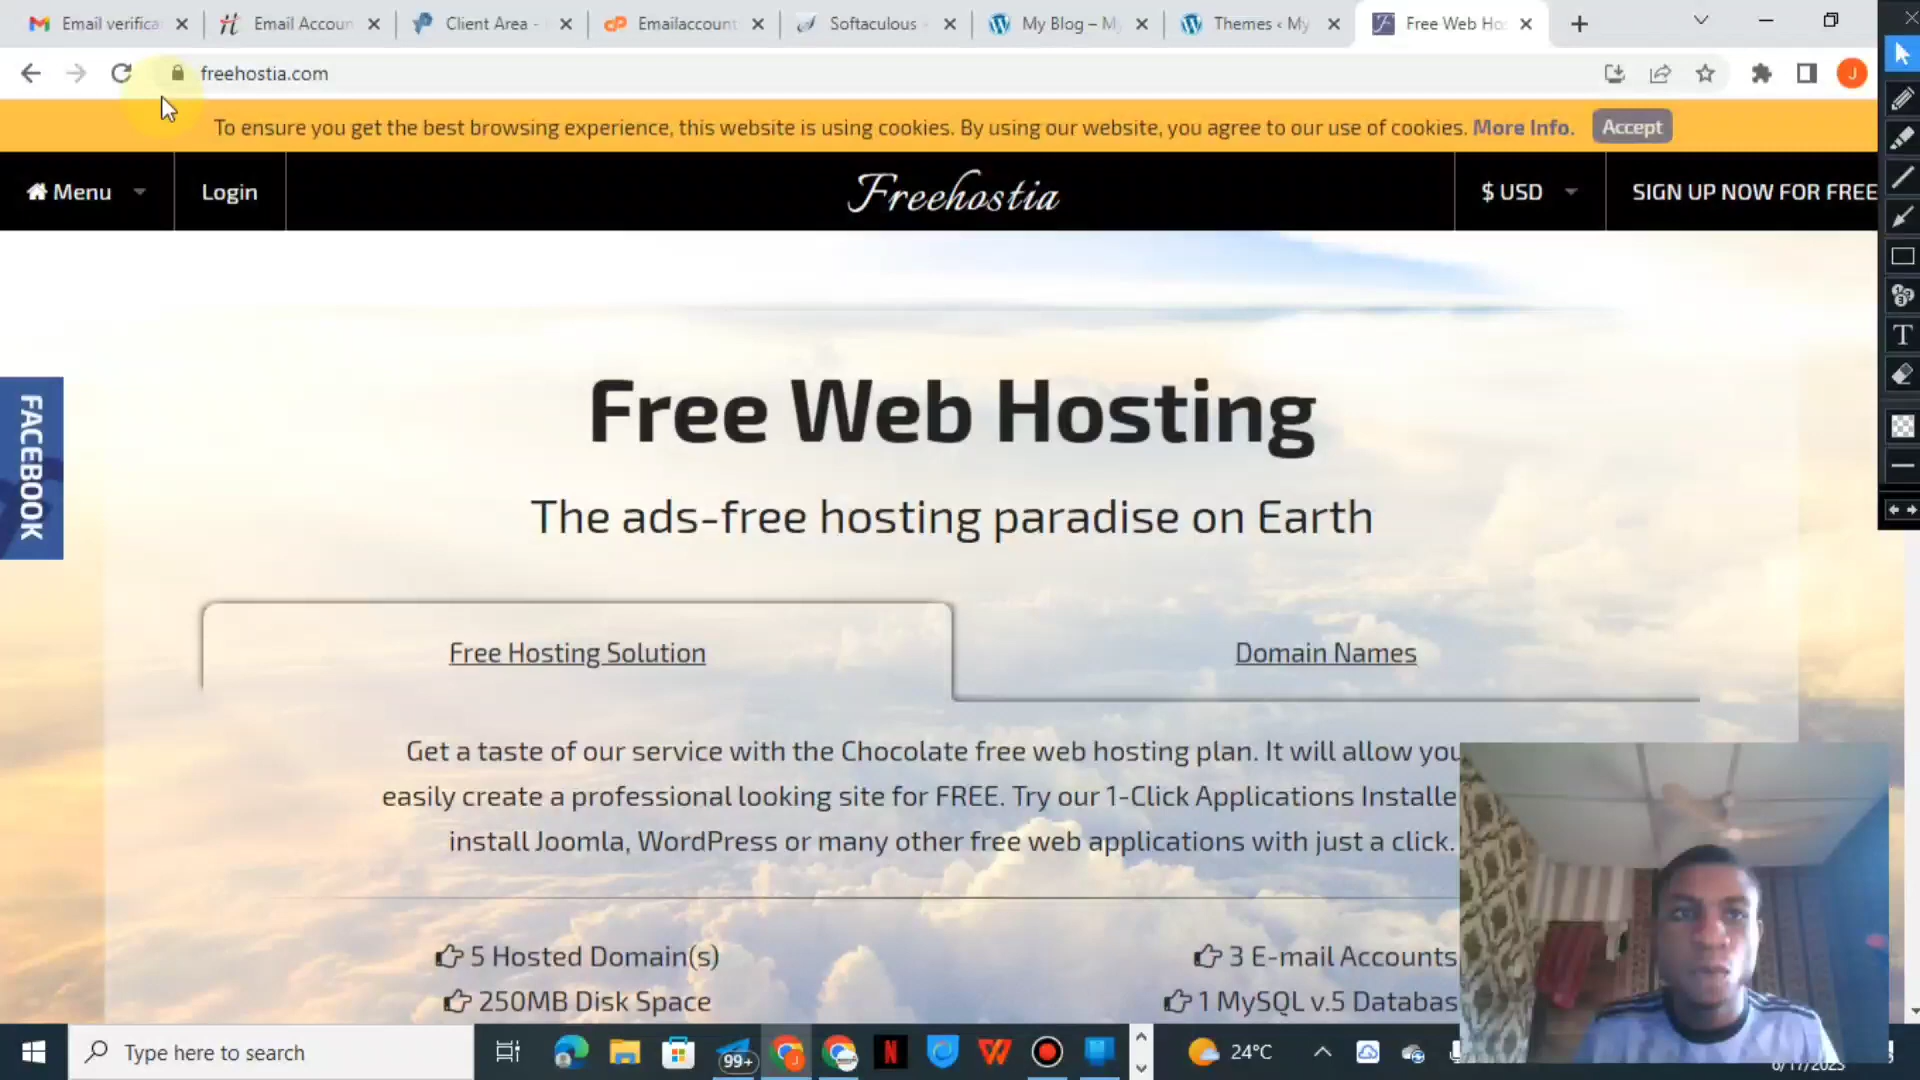 Email verifica
Email Accoun
Client Area -
Emailaccount
Softaculous -
My Blog – My
Themes ‹ My
Free Web Ho
freehostia.com
J
To ensure you get the best browsing experience, this website is using cookies. By using our website, you agree to our use of cookies. More Info. Accept
Menu
Login
Freehostia
$ USD
SIGN UP NOW FOR FREE
FACEBOOK
Free Web Hosting
The ads-free hosting paradise on Earth
Free Hosting Solution
Domain Names
Get a taste of our service with the Chocolate free web hosting plan. It will allow you
easily create a professional looking site for FREE. Try our 1-Click Applications Installe
install Joomla, WordPress or many other free web applications with just a click.
5 Hosted Domain(s)
3 E-mail Accounts
250MB Disk Space
1 MySQL v.5 Databas
Type here to search
99+
24°C
6/17/2023